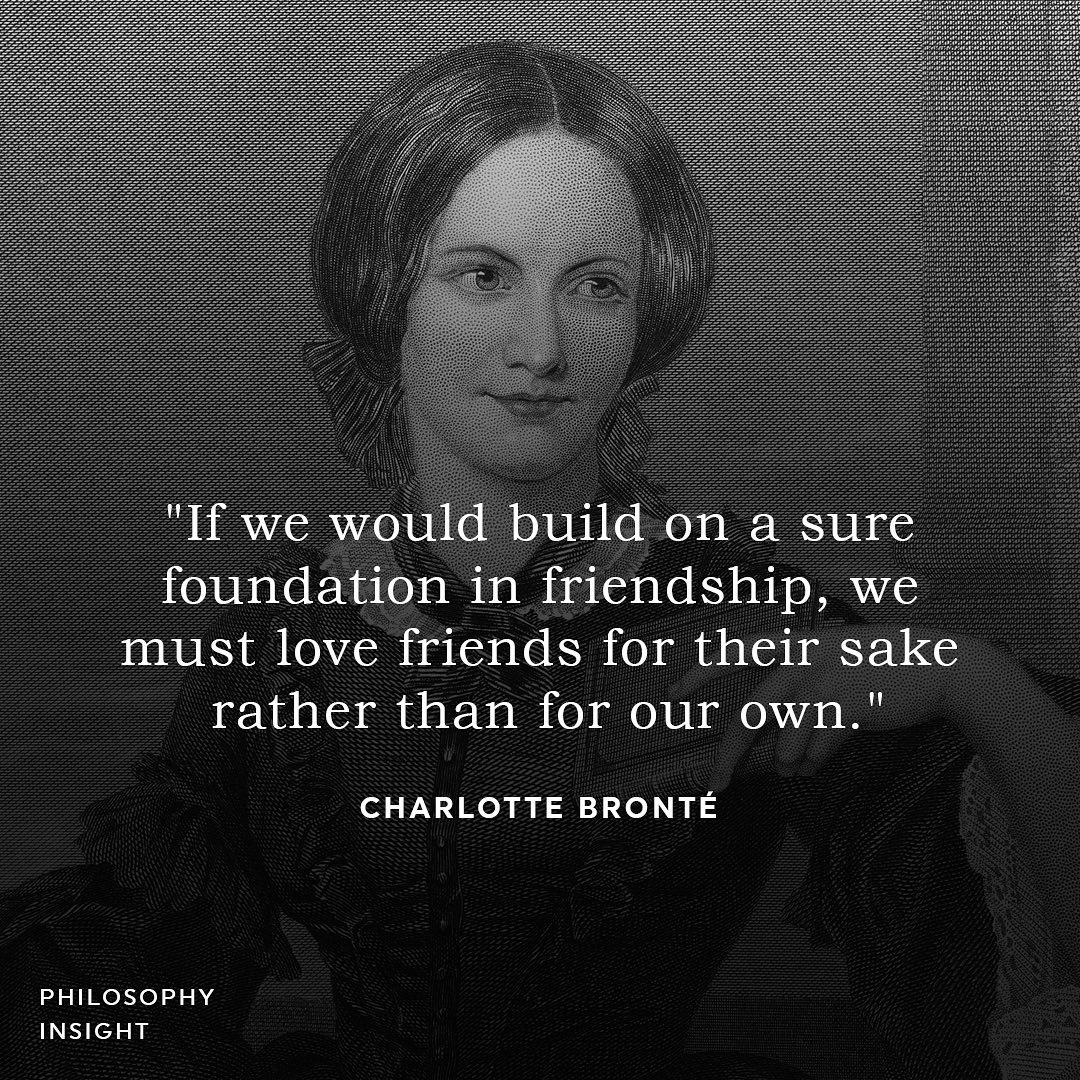 "If we would build on a sure
foundation in friendship, we
must love friends for their sake
rather than for our own."
CHARLOTTE BRONTÉ
PHILOSOPHY
INSIGHT